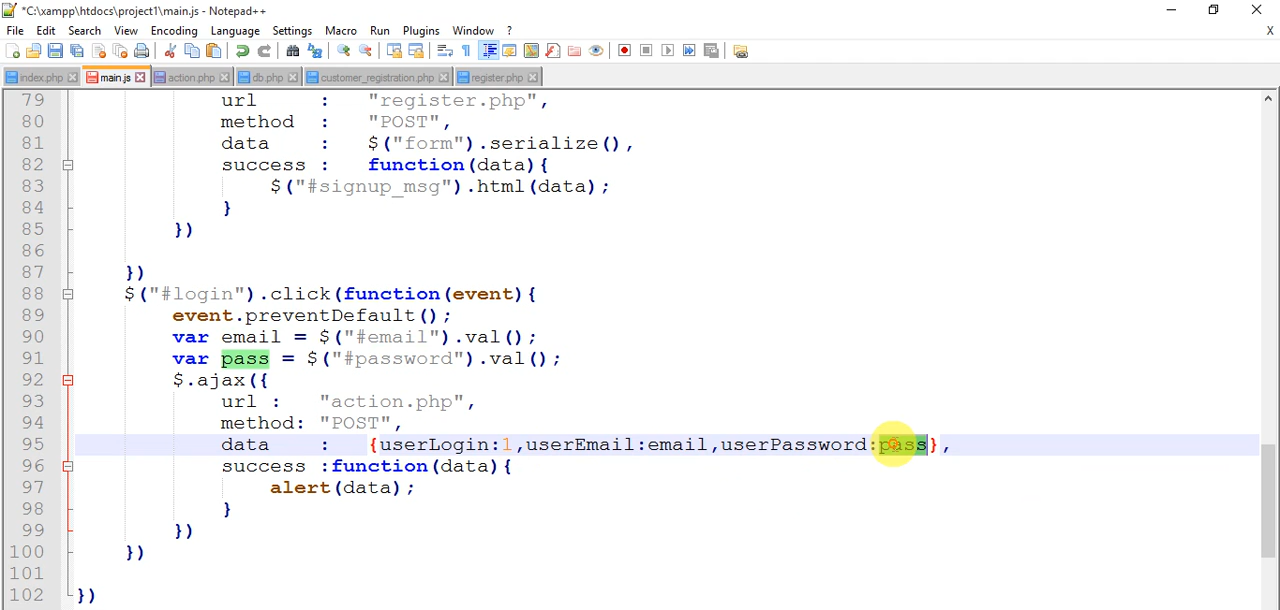 *C:\xampp\htdocs\project1\main.js - Notepad++
File Edit Search View Encoding Language Settings Macro Run Plugins Window ? X
index.php main.js action.php db.php customer_registration.php register.php
79 url : "register.php",
80 method : "POST",
81 data : $("form").serialize(),
82 success : function(data){
83 $("#signup_msg").html(data);
84 }
85 })
86
87 })
88 $("#login").click(function(event){
89 event.preventDefault();
90 var email = $("#email").val();
91 var pass = $("#password").val();
92 $.ajax({
93 url : "action.php",
94 method: "POST",
95 data : {userLogin:1,userEmail:email,userPassword:pass},
96 success :function(data){
97 alert(data);
98 }
99 })
100 })
101
102 })